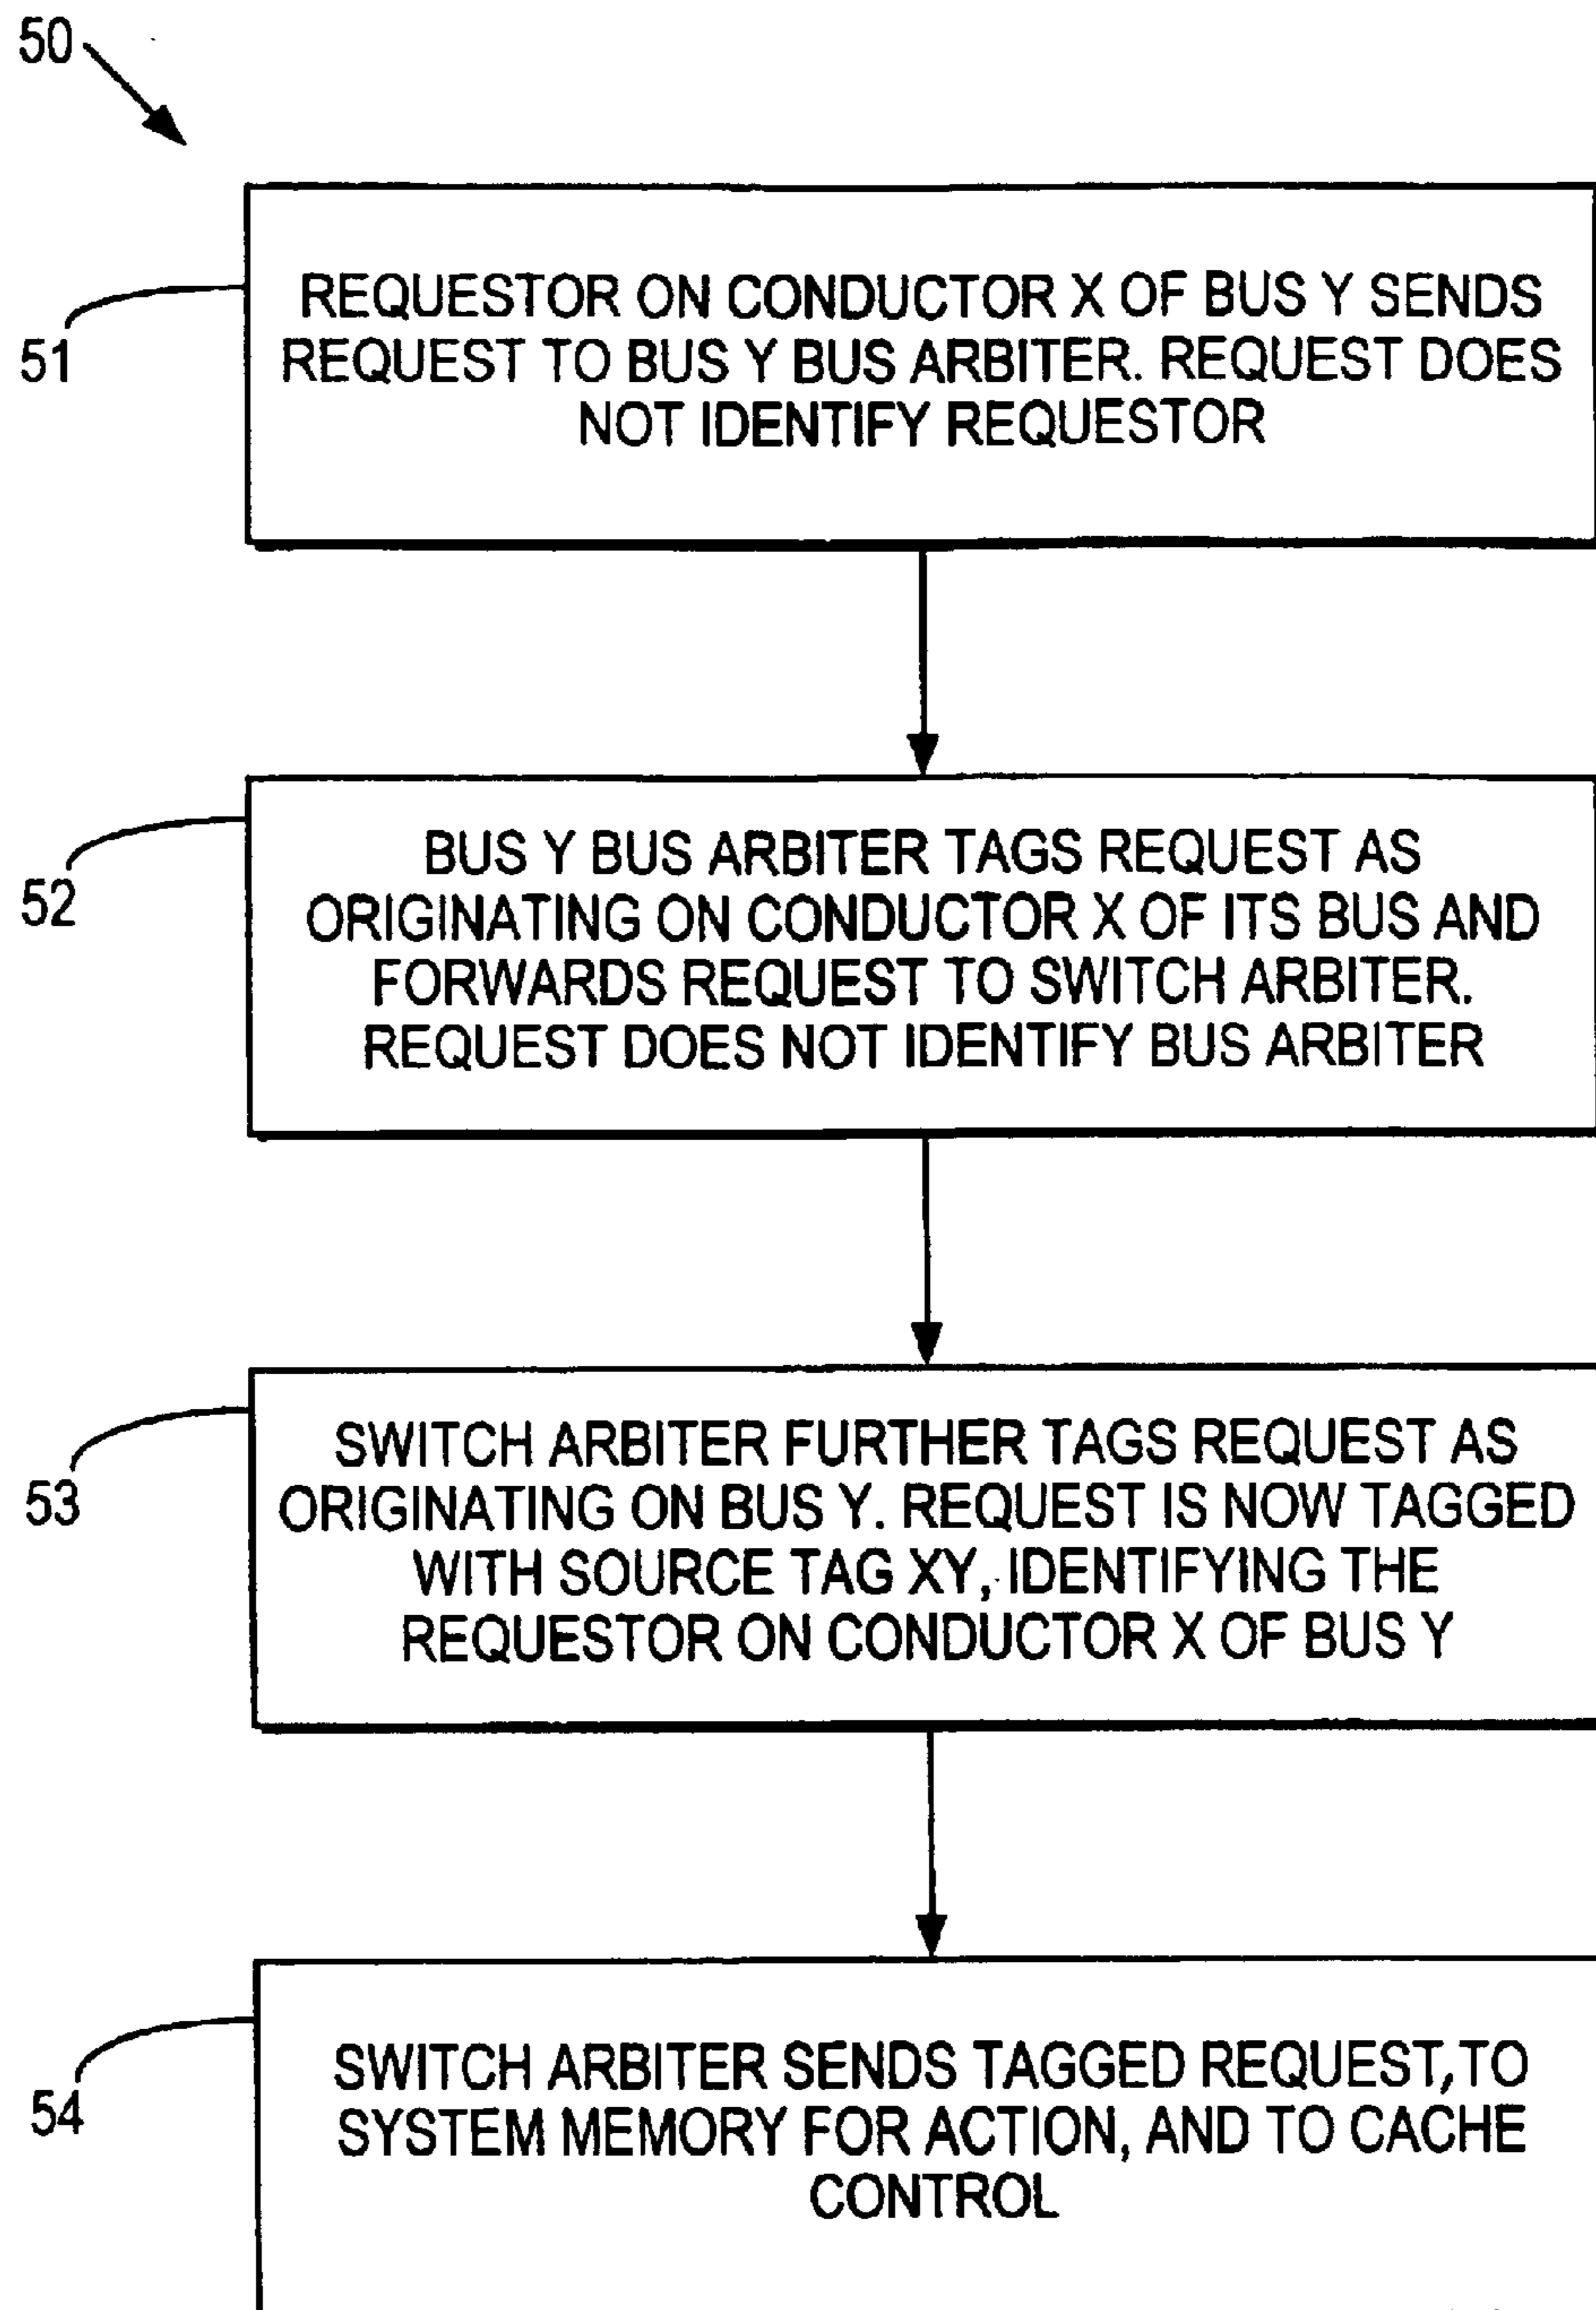 50
51
REQUESTOR ON CONDUCTOR X OF BUS Y SENDS
REQUEST TO BUS Y BUS ARBITER. REQUEST DOES
NOT IDENTIFY REQUESTOR
52
BUS Y BUS ARBITER TAGS REQUEST AS
ORIGINATING ON CONDUCTOR X OF ITS BUS AND
FORWARDS REQUEST TO SWITCH ARBITER.
REQUEST DOES NOT IDENTIFY BUS ARBITER
53
SWITCH ARBITER FURTHER TAGS REQUEST AS
ORIGINATING ON BUS Y. REQUEST IS NOW TAGGED
WITH SOURCE TAG XY, IDENTIFYING THE
REQUESTOR ON CONDUCTOR X OF BUS Y
54
SWITCH ARBITER SENDS TAGGED REQUEST, TO
SYSTEM MEMORY FOR ACTION, AND TO CACHE
CONTROL